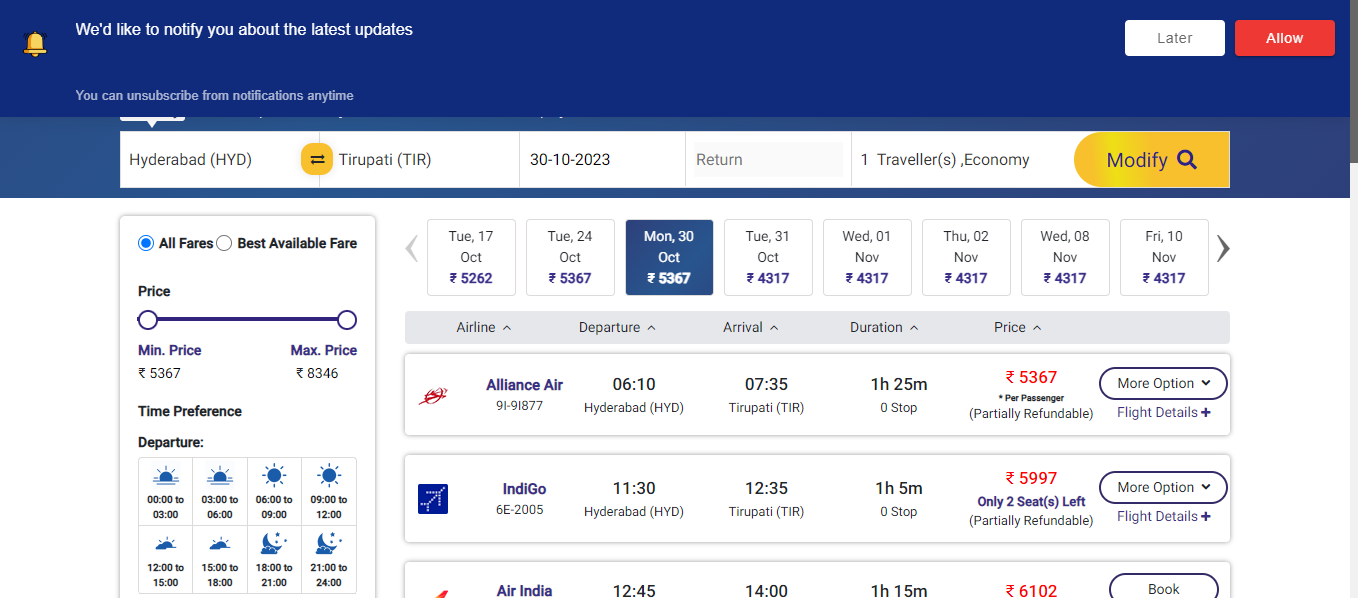 We'd like to notify you about the latest updates
Later
Allow
You can unsubscribe from notifications anytime
Hyderabad (HYD)
Tirupati (TIR)
30-10-2023
Return
1 Traveller(s) ,Economy
Modify
All Fares
Best Available Fare
Price
Min. Price
Max. Price
₹ 5367
₹ 8346
Time Preference
Departure:
00:00 to
03:00
03:00 to
06:00
06:00 to
09:00
09:00 to
12:00
12:00 to
15:00
15:00 to
18:00
18:00 to
21:00
21:00 to
24:00
Tue, 17
Oct
₹ 5262
Tue, 24
Oct
₹ 5367
Mon, 30
Oct
₹ 5367
Tue, 31
Oct
₹ 4317
Wed, 01
Nov
₹ 4317
Thu, 02
Nov
₹ 4317
Wed, 08
Nov
₹ 4317
Fri, 10
Nov
₹ 4317
Airline
Departure
Arrival
Duration
Price
Alliance Air
9I-9I877
06:10
Hyderabad (HYD)
07:35
Tirupati (TIR)
1h 25m
0 Stop
₹ 5367
* Per Passenger
(Partially Refundable)
More Option
Flight Details +
IndiGo
6E-2005
11:30
Hyderabad (HYD)
12:35
Tirupati (TIR)
1h 5m
0 Stop
₹ 5997
Only 2 Seat(s) Left
(Partially Refundable)
More Option
Flight Details +
Air India
12:45
14:00
1h 15m
₹ 6102
Book